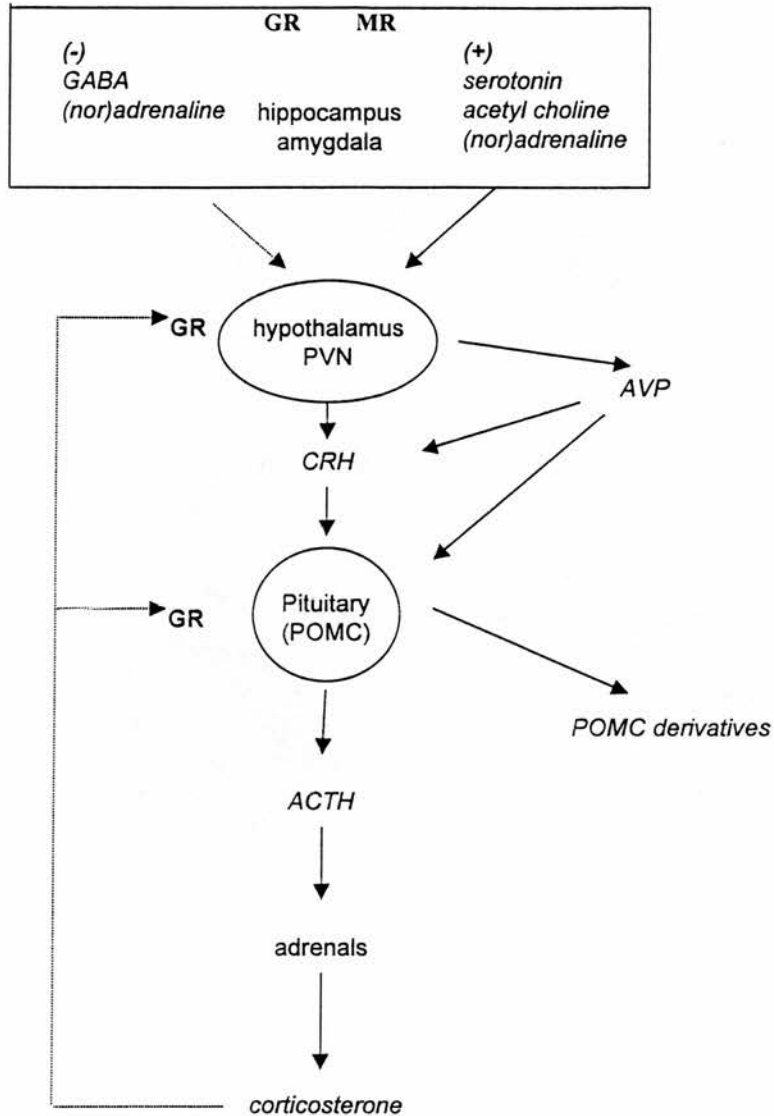 GR MR
(-)
GABA
(nor)adrenaline
hippocampus
amygdala
(+)
serotonin
acetyl choline
(nor)adrenaline
GR
hypothalamus
PVN
AVP
CRH
GR
Pituitary
(POMC)
POMC derivatives
ACTH
adrenals
corticosterone